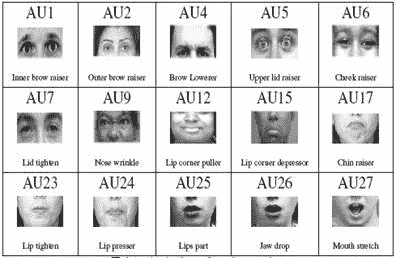 AU1 AU2 AU4 AU5 AU6
Inner brow raiser Outer brow raiser Brow Lowerer Upper lid raiser Cheek raiser
AU7 AU9 AU12 AU15 AU17
Lid tighten Nose wrinkle Lip corner puller Lip corner depressor Chin raiser
AU23 AU24 AU25 AU26 AU27
Lip tighten Lip presser Lips part Jaw drop Mouth stretch